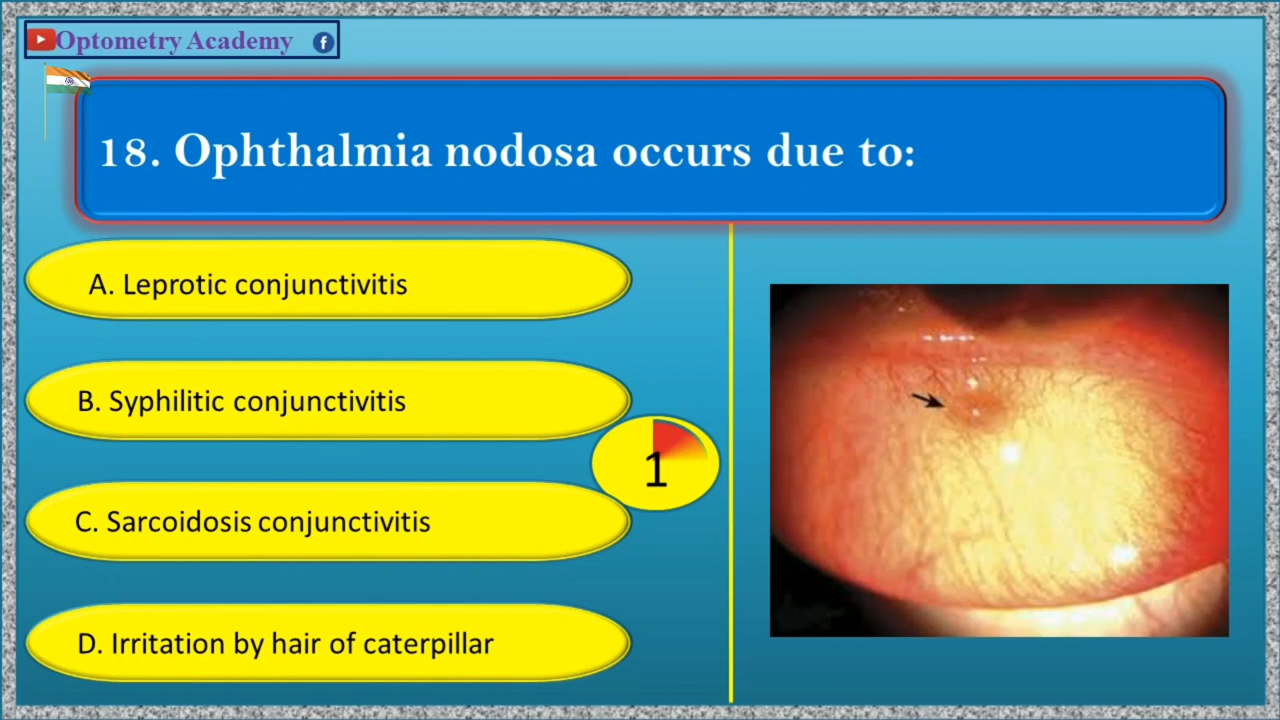 Optometry Academy f
18. Ophthalmia nodosa occurs due to:
A. Leprotic conjunctivitis
B. Syphilitic conjunctivitis
1
C. Sarcoidosis conjunctivitis
D. Irritation by hair of caterpillar